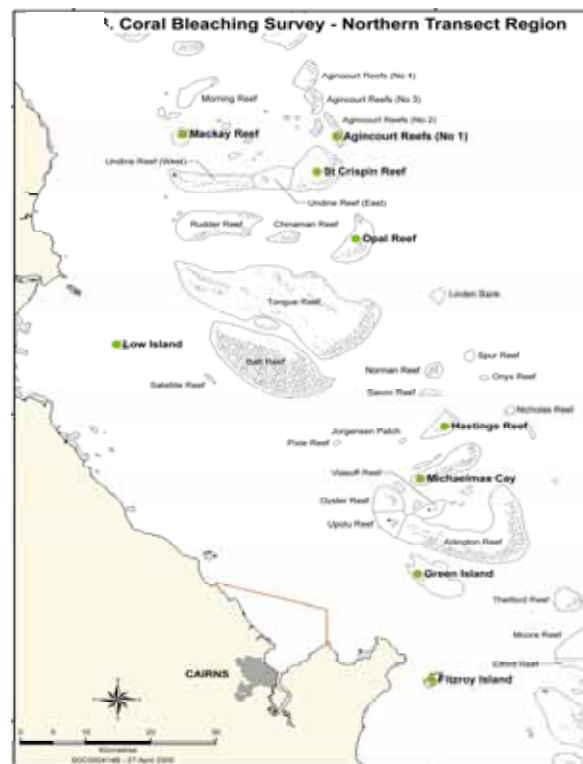 . Coral Bleaching Survey - Northern Transect Region
Agincourt Reefs (No 4)
Morning Reef
Agincourt Reefs (No 3)
Agincourt Reefs (No 2)
Mackay Reef
Agincourt Reefs (No 1)
Undine Reef (West)
St Crispin Reef
Undine Reef (East)
Rudder Reef
Chinaman Reef
Opal Reef
Tongue Reef
Linden Bank
Low Island
Batt Reef
Spur Reef
Norman Reef
Onyx Reef
Satellite Reef
Saxon Reef
Nicholas Reef
Hastings Reef
Jorgensen Patch
Pixie Reef
Michaelmas Cay
Vlasoff Reef
Oyster Reef
Upolu Reef
Arlington Reef
Green Island
Thetford Reef
Moore Reef
Elford Reef
CAIRNS
Fitzroy Island
Kilometres